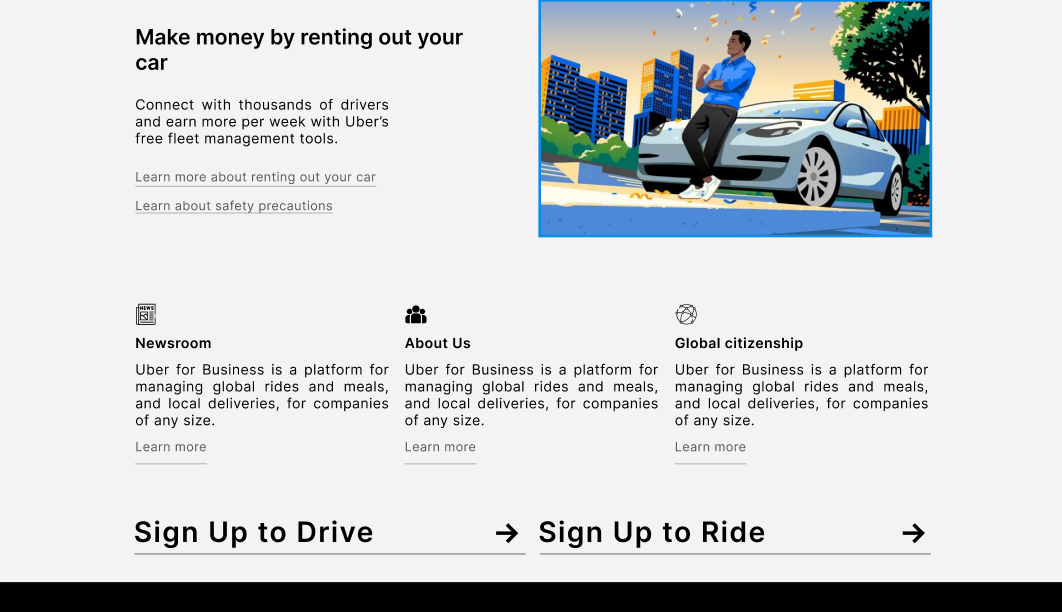 Make money by renting out your
car
Connect with thousands of drivers
and earn more per week with Uber’s
free fleet management tools.
Learn more about renting out your car
Learn about safety precautions
NEWS
Newsroom
Uber for Business is a platform for
managing global rides and meals,
and local deliveries, for companies
of any size.
Learn more
About Us
Uber for Business is a platform for
managing global rides and meals,
and local deliveries, for companies
of any size.
Learn more
Global citizenship
Uber for Business is a platform for
managing global rides and meals,
and local deliveries, for companies
of any size.
Learn more
Sign Up to Drive
Sign Up to Ride